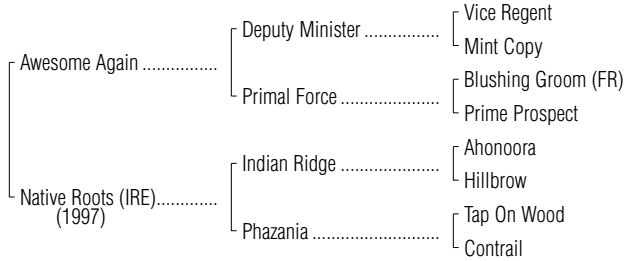 Vice Regent
Deputy Minister ................
Mint Copy
Awesome Again ................
Blushing Groom (FR)
Primal Force .....................
Prime Prospect
Ahonoora
Indian Ridge .....................
Hillbrow
Native Roots (IRE).............
(1997)
Tap On Wood
Phazania ...........................
Contrail